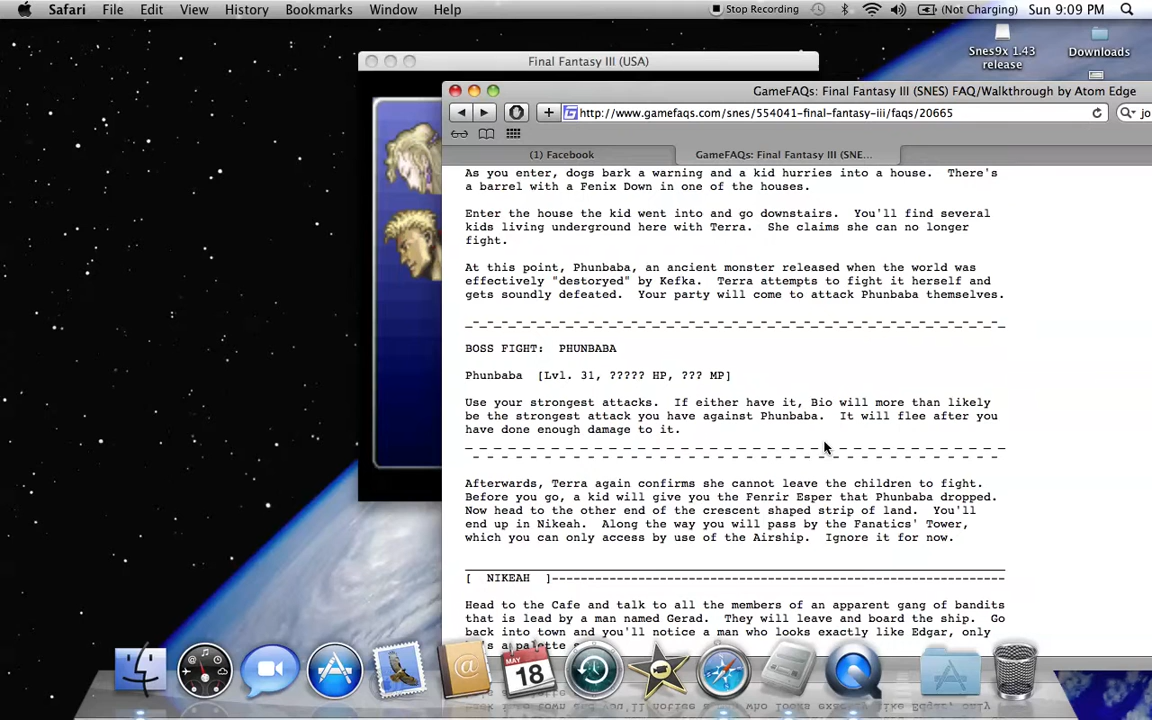 Safari File Edit View History Bookmarks Window Help Stop Recording (Not Charging) Sun 9:09 PM
Snes9x 1.43
release
Downloads
Final Fantasy III (USA)
GameFAQs: Final Fantasy III (SNES) FAQ/Walkthrough by Atom Edge
http://www.gamefaqs.com/snes/554041-final-fantasy-iii/faqs/20665
jo
(1) Facebook
GameFAQs: Final Fantasy III (SNE...
As you enter, dogs bark a warning and a kid hurries into a house. There's
a barrel with a Fenix Down in one of the houses.
Enter the house the kid went into and go downstairs. You'll find several
kids living underground here with Terra. She claims she can no longer
fight.
At this point, Phunbaba, an ancient monster released when the world was
effectively "destoryed" by Kefka. Terra attempts to fight it herself and
gets soundly defeated. Your party will come to attack Phunbaba themselves.
BOSS FIGHT: PHUNBABA
Phunbaba [Lvl. 31, ????? HP, ??? MP]
Use your strongest attacks. If either have it, Bio will more than likely
be the strongest attack you have against Phunbaba. It will flee after you
have done enough damage to it.
Afterwards, Terra again confirms she cannot leave the children to fight.
Before you go, a kid will give you the Fenrir Esper that Phunbaba dropped.
Now head to the other end of the crescent shaped strip of land. You'll
end up in Nikeah. Along the way you will pass by the Fanatics' Tower,
which you can only access by use of the Airship. Ignore it for now.
[ NIKEAH ]---------------------------------------------------------------
Head to the Cafe and talk to all the members of an apparent gang of bandits
that is lead by a man named Gerad. They will leave and board the ship. Go
back into town and you'll notice a man who looks exactly like Edgar, only
s a palette
MAY
18